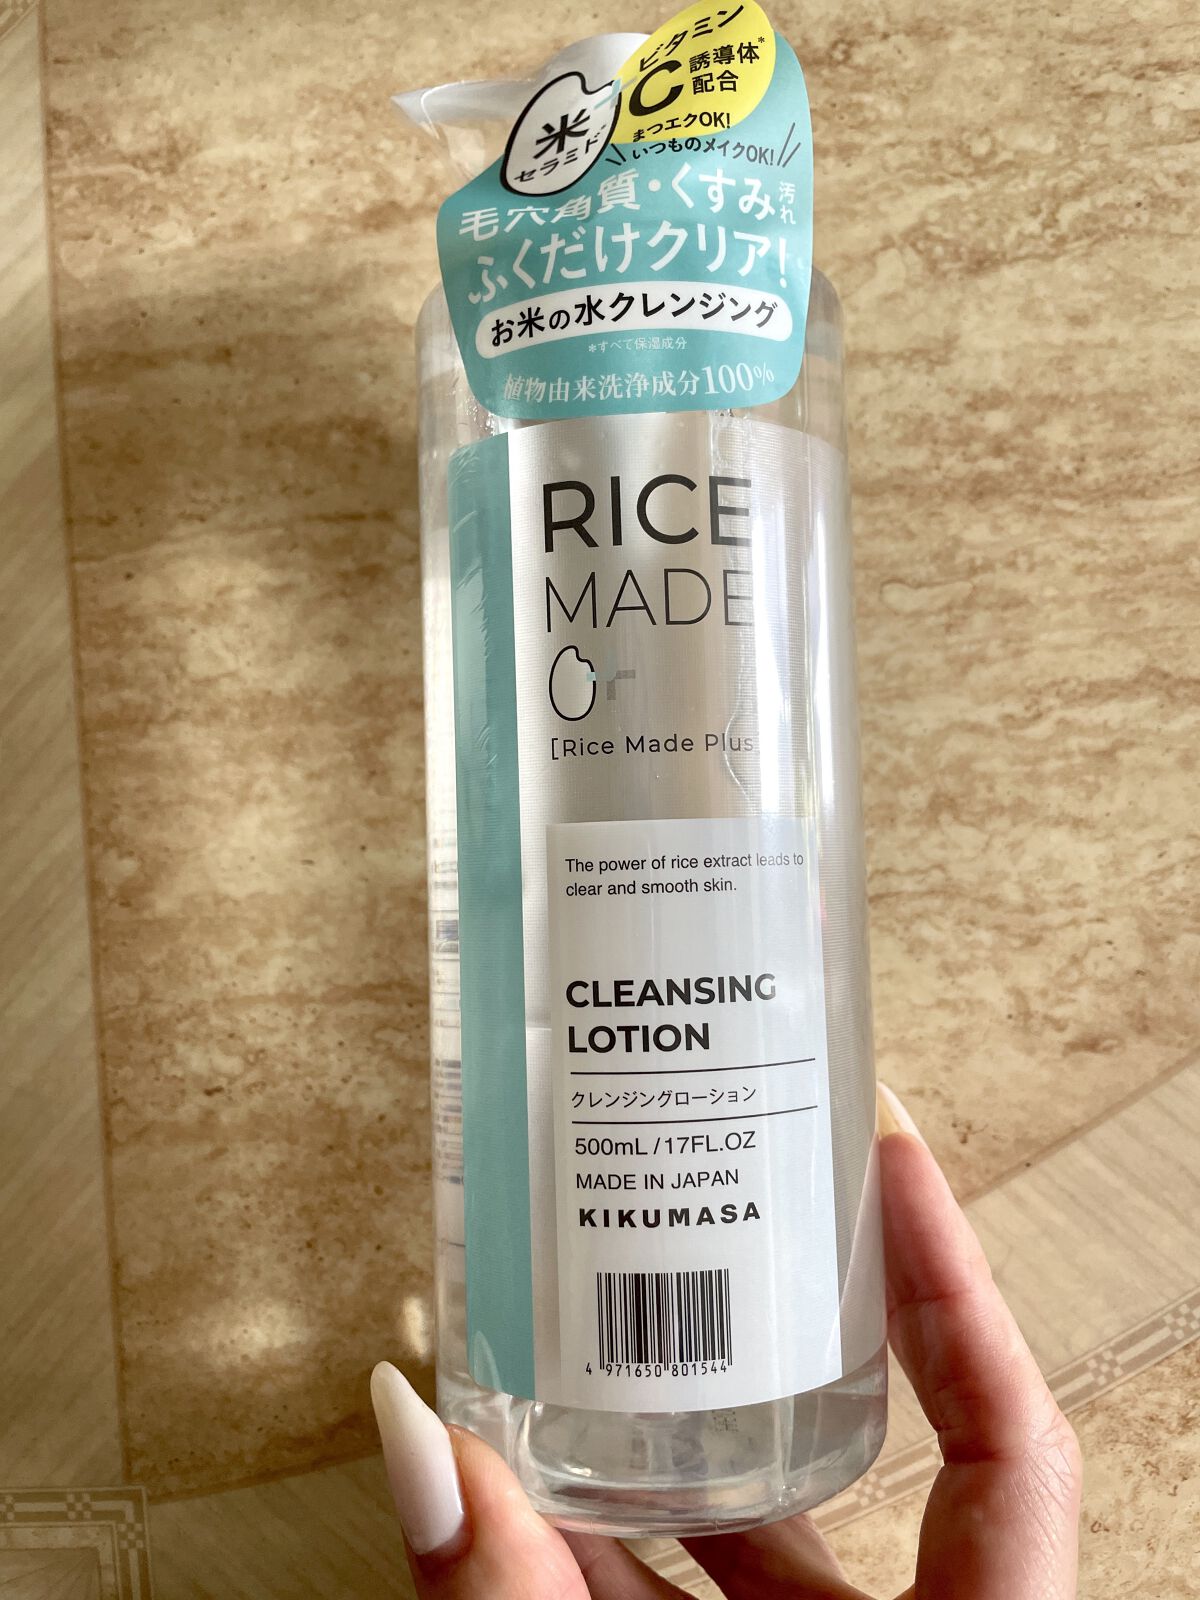 ビタミン
C誘導体*
配合
米
セラミド*
まつエクOK!
いつものメイクOK!
毛穴角質・くすみ汚れ
ふくだけクリア!
お米の水クレンジング
*すべて保湿成分
植物由来洗浄成分100%
RICE
MADE
+
[Rice Made Plus]
The power of rice extract leads to
clear and smooth skin.
CLEANSING
LOTION
クレンジングローション
500mL/17FL.OZ
MADE IN JAPAN
KIKUMASA
4 971650 801544